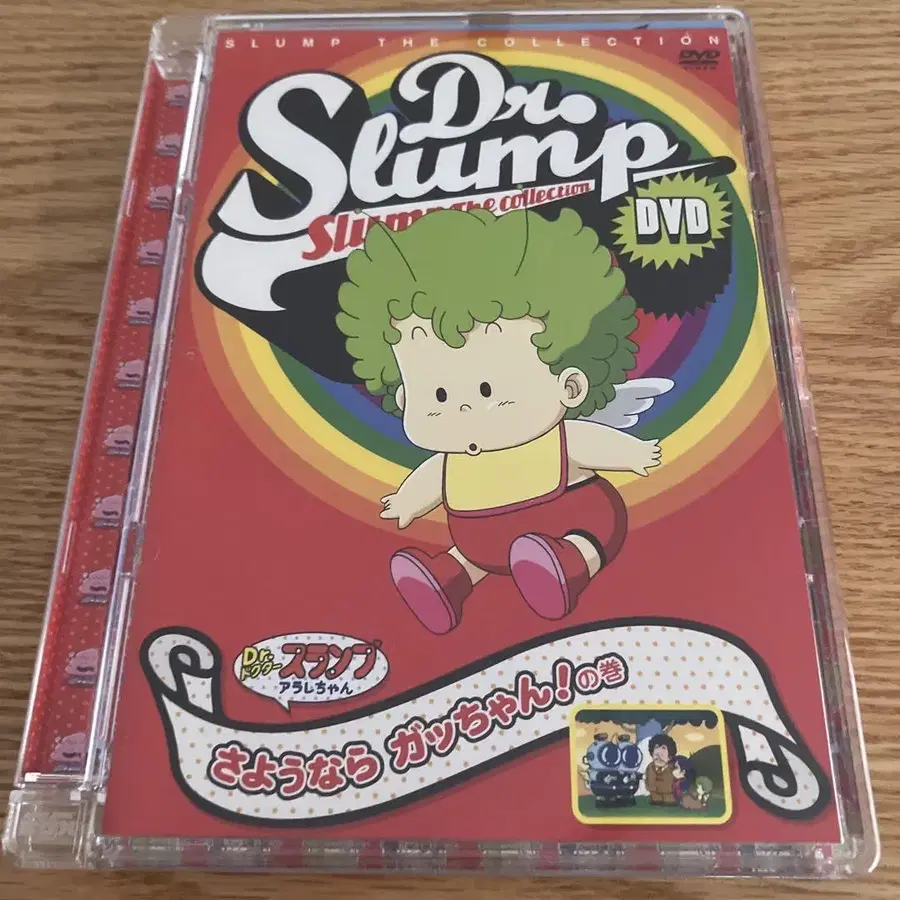 SLUMP THE COLLECTION
DVD
VIDEO
Dr.
Slump
Slump The collection
DVD
Dr.
ドクター
スランプ
アラレちゃん
さようなら ガッちゃん!の巻